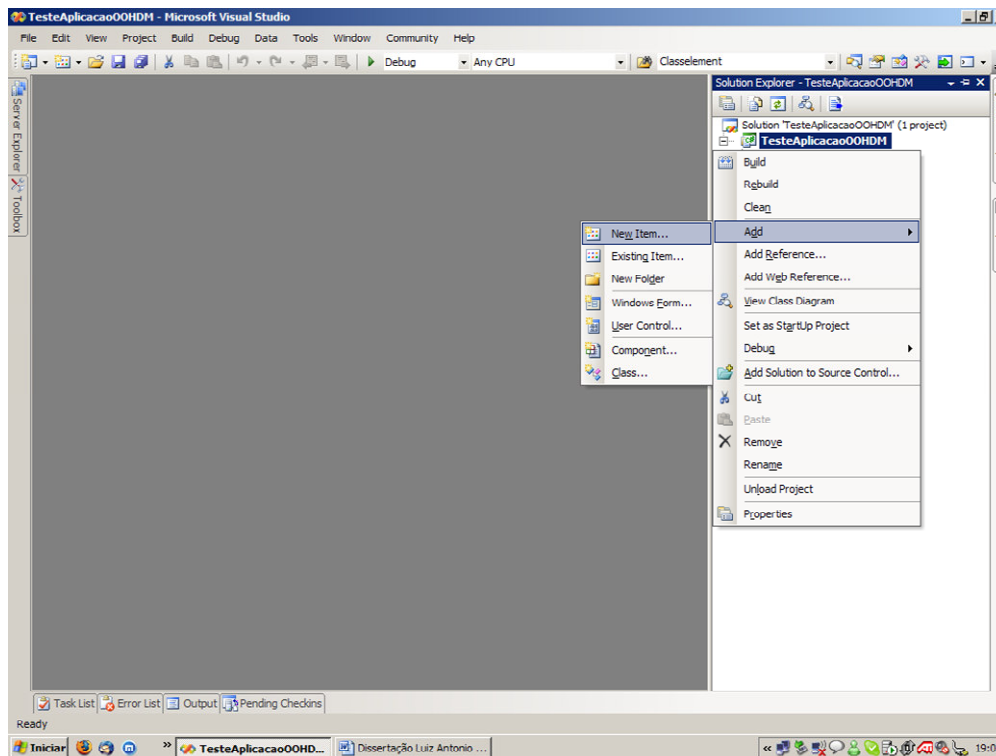 TesteAplicacaoOOHDM - Microsoft Visual Studio
File Edit View Project Build Debug Data Tools Window Community Help
Debug Any CPU Classelement
Server Explorer
Toolbox
Solution Explorer - TesteAplicacaoOOHDM
Solution 'TesteAplicacaoOOHDM' (1 project)
TesteAplicacaoOOHDM
Build
Rebuild
Clean
Add
Add Reference...
Add Web Reference...
View Class Diagram
Set as StartUp Project
Debug
Add Solution to Source Control...
Cut
Paste
Remove
Rename
Unload Project
Properties
New Item...
Existing Item...
New Folder
Windows Form...
User Control...
Component...
Class...
Task List Error List Output Pending Checkins
Ready
Iniciar » TesteAplicacaoOOHD... Dissertação Luiz Antonio ... « 19:0